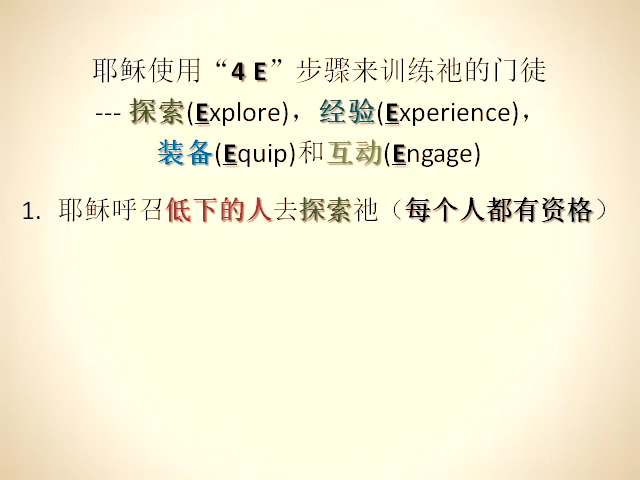 耶稣使用“4 E”步骤来训练祂的门徒
--- 探索(Explore)，经验(Experience)，
装备(Equip)和互动(Engage)
1. 耶稣呼召低下的人去探索祂（每个人都有资格）